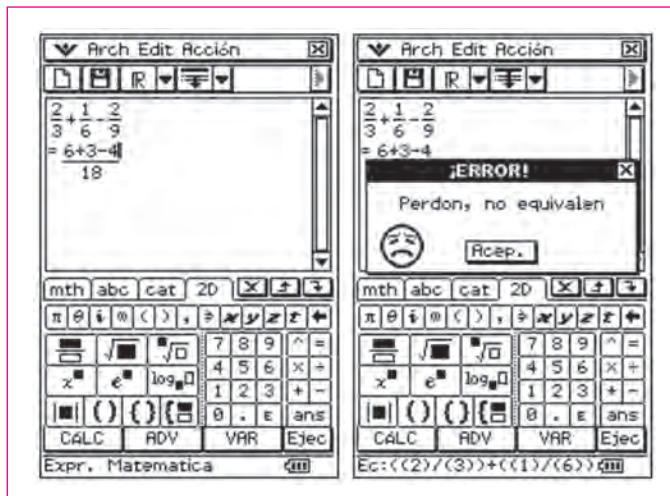 Arch Edit Acción
R
2/3+1/6-2/9
= 6+3-4
18
mth abc cat 2D
π θ i ∞ ( ) , ⇒ x y z t ←
√■ ■√□ 7 8 9 ^ =
x■ e■ log■□ 4 5 6 × ÷
1 2 3 + -
|■| ( ) { } { 0 . E ans
CALC ADV VAR Ejec
Expr. Matematica
Arch Edit Acción
R
2/3+1/6-2/9
= 6+3-4
¡ERROR!
Perdon, no equivalen
Acep.
mth abc cat 2D
π θ i ∞ ( ) , ⇒ x y z t ←
√■ ■√□ 7 8 9 ^ =
x■ e■ log■□ 4 5 6 × ÷
1 2 3 + -
|■| ( ) { } { 0 . E ans
CALC ADV VAR Ejec
Ec:((2)/(3))+((1)/(6))